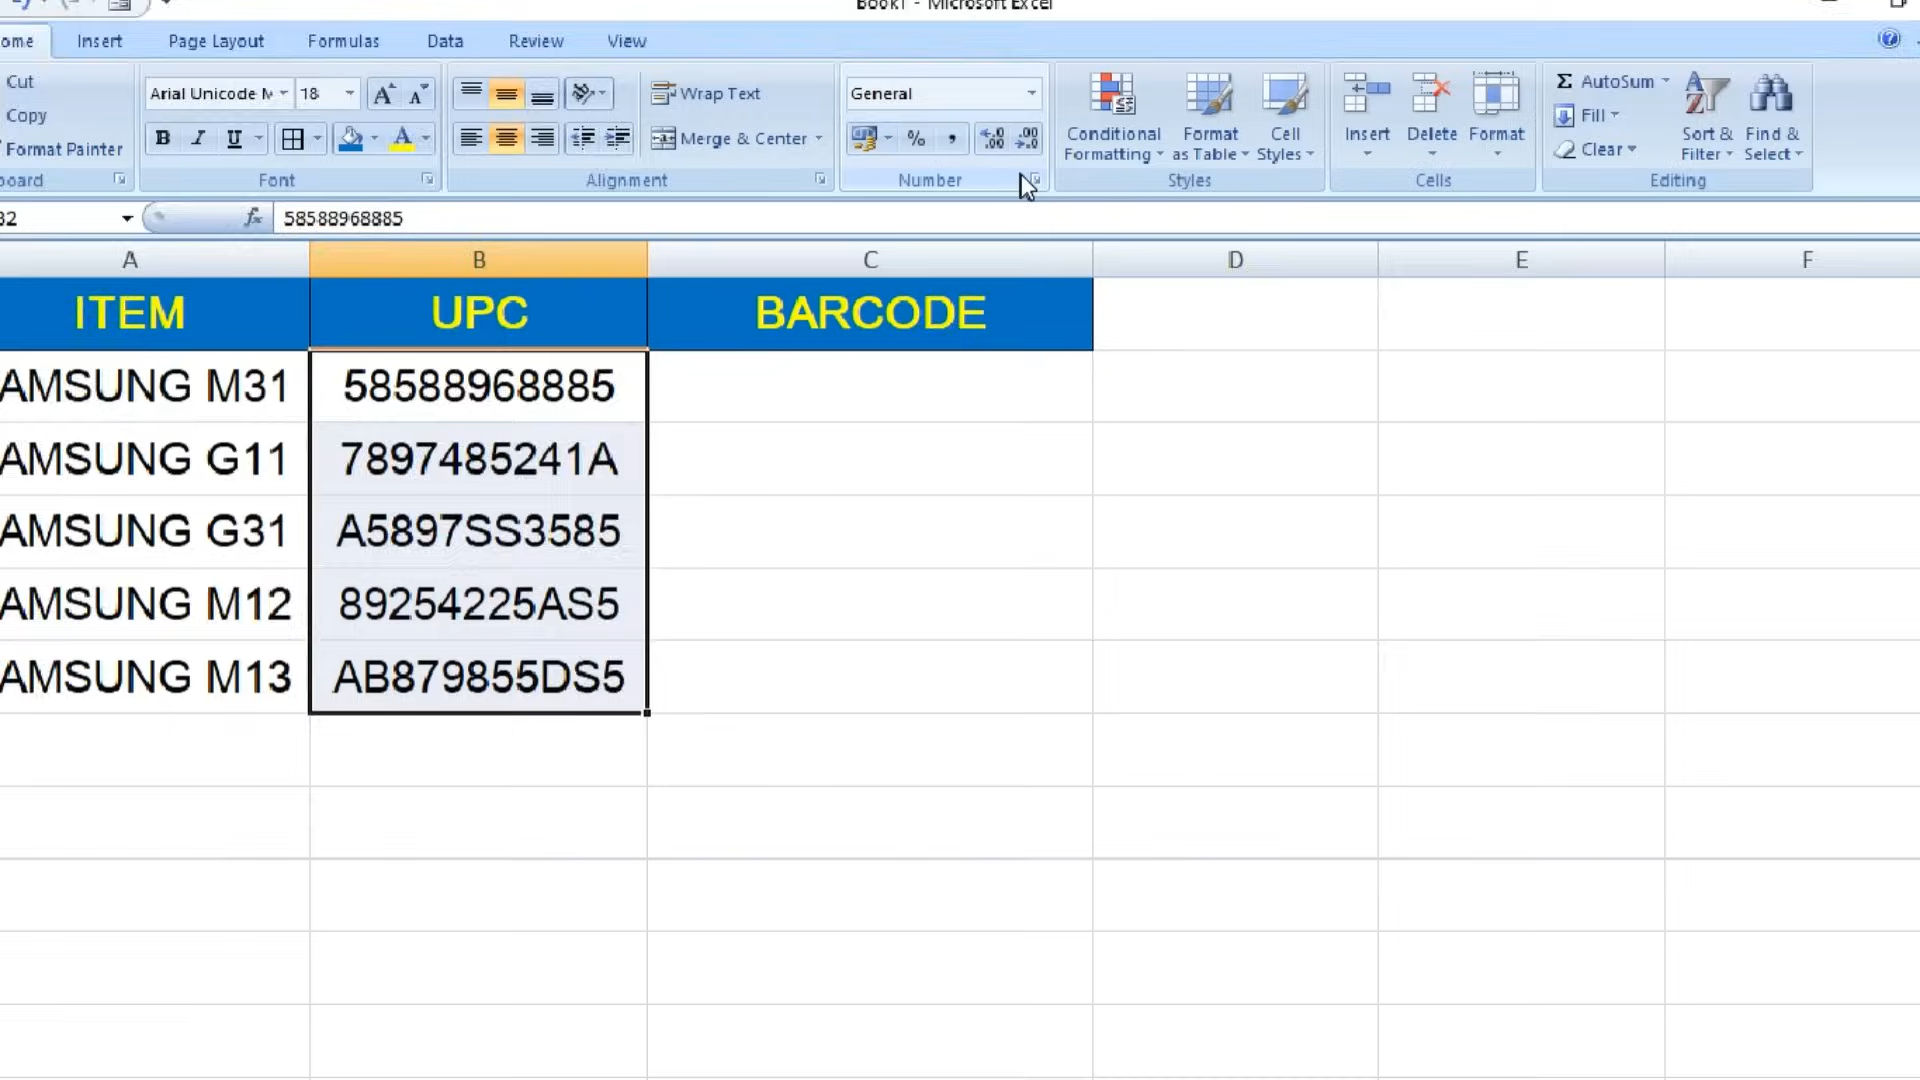 Book1 - Microsoft Excel
ome Insert Page Layout Formulas Data Review View
Cut
Copy
Format Painter
board
Arial Unicode M 18
B I U A
Font
Wrap Text
Merge & Center
Alignment
General
% ,
Number
Conditional Formatting
Format as Table
Cell Styles
Styles
Insert Delete Format
Cells
Σ AutoSum
Fill
Clear
Sort & Filter
Find & Select
Editing
B2 fx 58588968885
A B C D E F
ITEM UPC BARCODE
AMSUNG M31 58588968885
AMSUNG G11 7897485241A
AMSUNG G31 A5897SS3585
AMSUNG M12 89254225AS5
AMSUNG M13 AB879855DS5